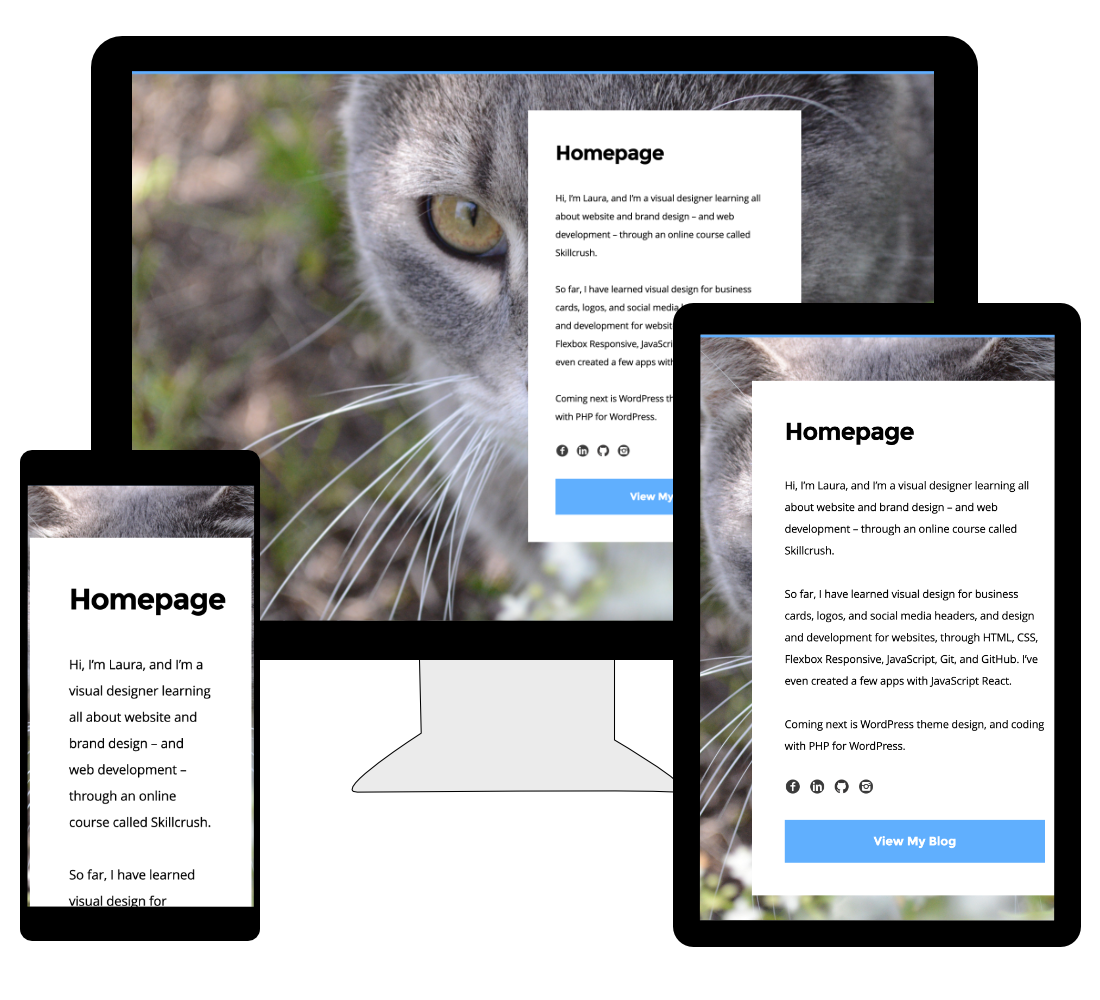 Homepage
Hi, I'm Laura, and I'm a visual designer learning all
about website and brand design – and web
development – through an online course called
Skillcrush.
So far, I have learned visual design for business
cards, logos, and social media
and development for websit
Flexbox Responsive, JavaScri
even created a few apps with
Coming next is WordPress th
with PHP for WordPress.
View My
Homepage
Hi, I'm Laura, and I'm a
visual designer learning
all about website and
brand design – and
web development –
through an online
course called Skillcrush.
So far, I have learned
visual design for
Homepage
Hi, I'm Laura, and I'm a visual designer learning all
about website and brand design – and web
development – through an online course called
Skillcrush.
So far, I have learned visual design for business
cards, logos, and social media headers, and design
and development for websites, through HTML, CSS,
Flexbox Responsive, JavaScript, Git, and GitHub. I've
even created a few apps with JavaScript React.
Coming next is WordPress theme design, and coding
with PHP for WordPress.
View My Blog